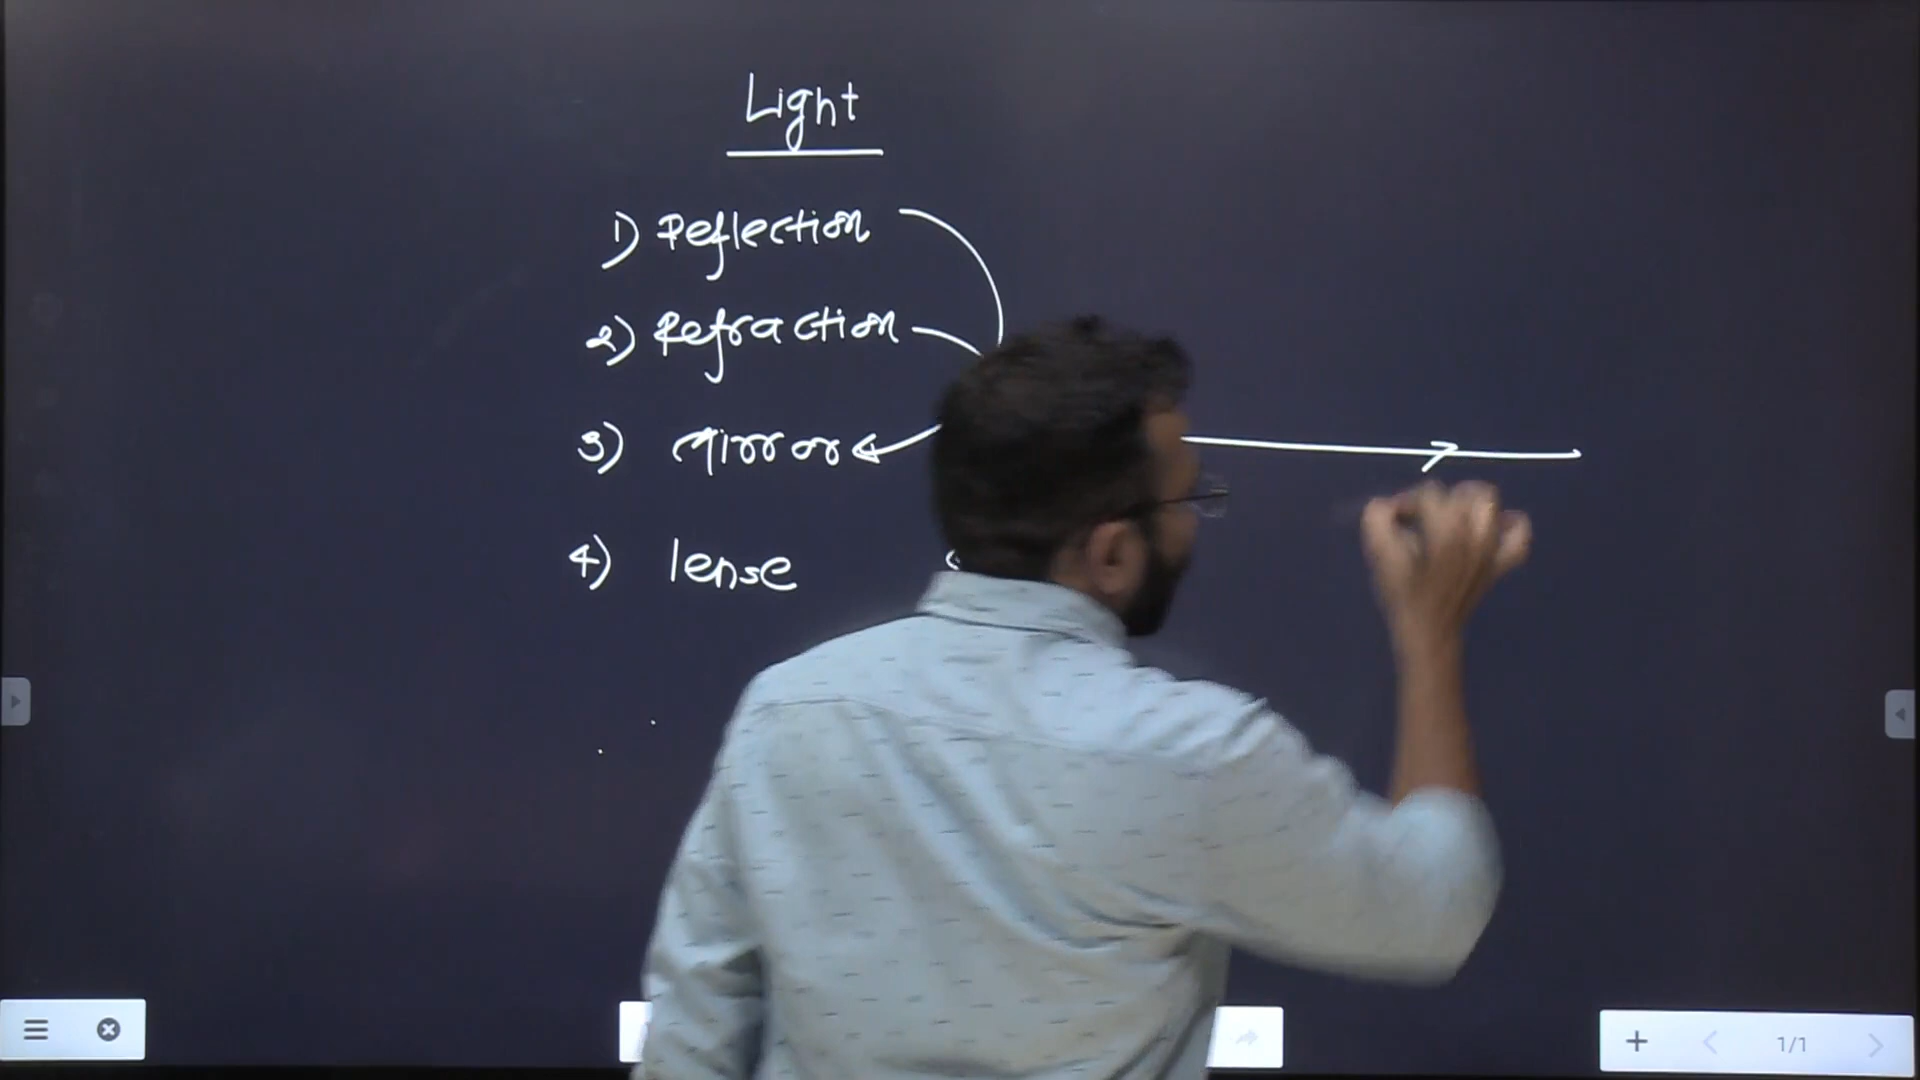 Light
1) Reflection
2) Refraction
3) Mirror
4) lense
1/1